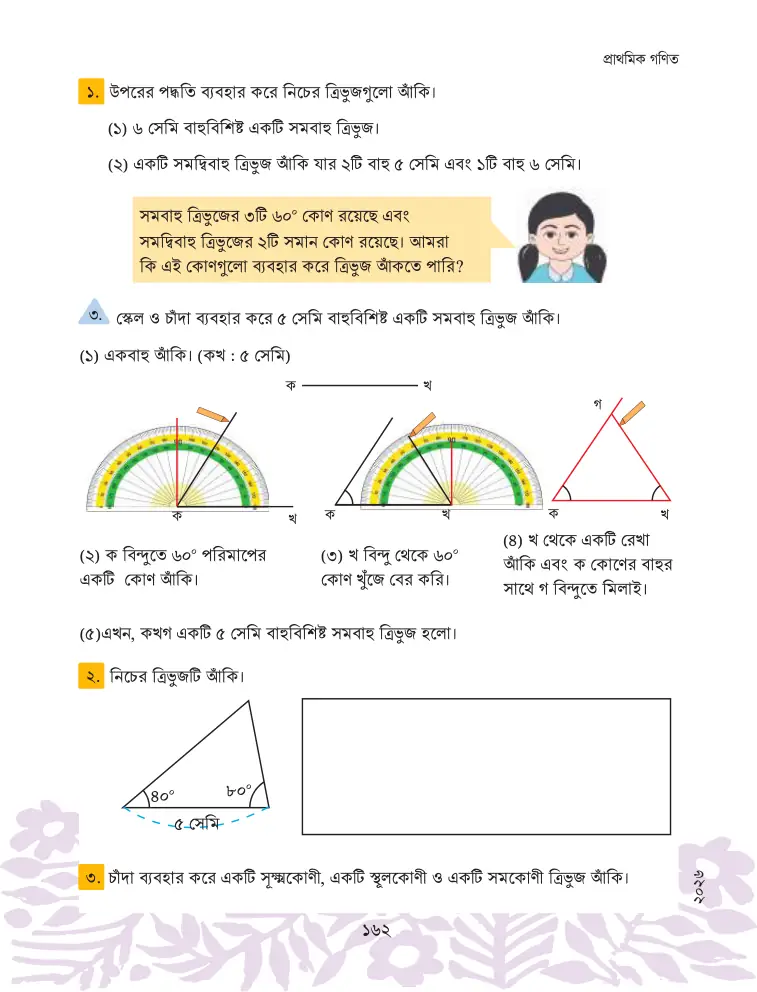 প্রাথমিক গণিত
১. উপরের পদ্ধতি ব্যবহার করে নিচের ত্রিভুজগুলো আঁকি।
(১) ৬ সেমি বাহুবিশিষ্ট একটি সমবাহু ত্রিভুজ।
(২) একটি সমদ্বিবাহু ত্রিভুজ আঁকি যার ২টি বাহু ৫ সেমি এবং ১টি বাহু ৬ সেমি।
সমবাহু ত্রিভুজের ৩টি ৬০° কোণ রয়েছে এবং
সমদ্বিবাহু ত্রিভুজের ২টি সমান কোণ রয়েছে। আমরা
কি এই কোণগুলো ব্যবহার করে ত্রিভুজ আঁকতে পারি?
৩. স্কেল ও চাঁদা ব্যবহার করে ৫ সেমি বাহুবিশিষ্ট একটি সমবাহু ত্রিভুজ আঁকি।
(১) একবাহু আঁকি। (কখ : ৫ সেমি)
ক খ
গ
ক খ ক খ ক খ
(২) ক বিন্দুতে ৬০° পরিমাপের
একটি কোণ আঁকি।
(৩) খ বিন্দু থেকে ৬০°
কোণ খুঁজে বের করি।
(৪) খ থেকে একটি রেখা
আঁকি এবং ক কোণের বাহুর
সাথে গ বিন্দুতে মিলাই।
(৫)এখন, কখগ একটি ৫ সেমি বাহুবিশিষ্ট সমবাহু ত্রিভুজ হলো।
২. নিচের ত্রিভুজটি আঁকি।
৪০° ৮০°
৫ সেমি
৩. চাঁদা ব্যবহার করে একটি সূক্ষ্মকোণী, একটি স্থূলকোণী ও একটি সমকোণী ত্রিভুজ আঁকি।
২০২৬
১৬২